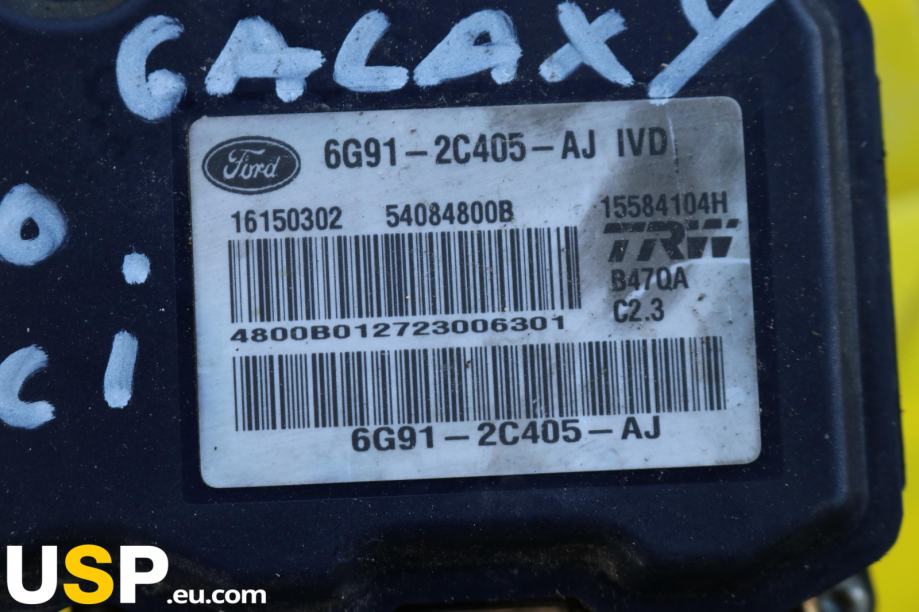 GALAXY
Ford 6G91-2C405-AJ IVD
16150302 54084800B 15584104H
TRW
B47QA
4800B012723006301 C2.3
6G91-2C405-AJ
USP.eu.com